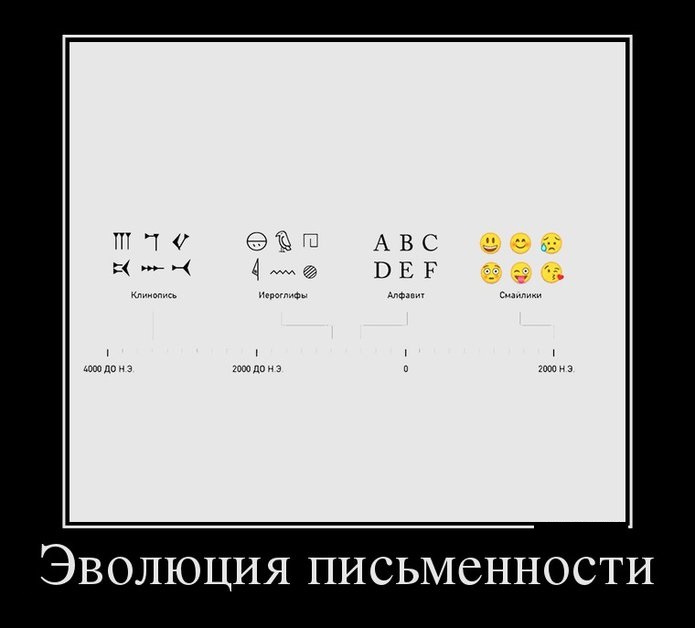 A B C
D E F
Клинопись Иероглифы Алфавит Смайлики
4000 ДО Н.Э. 2000 ДО Н.Э. 0 2000 Н.Э.
Эволюция письменности